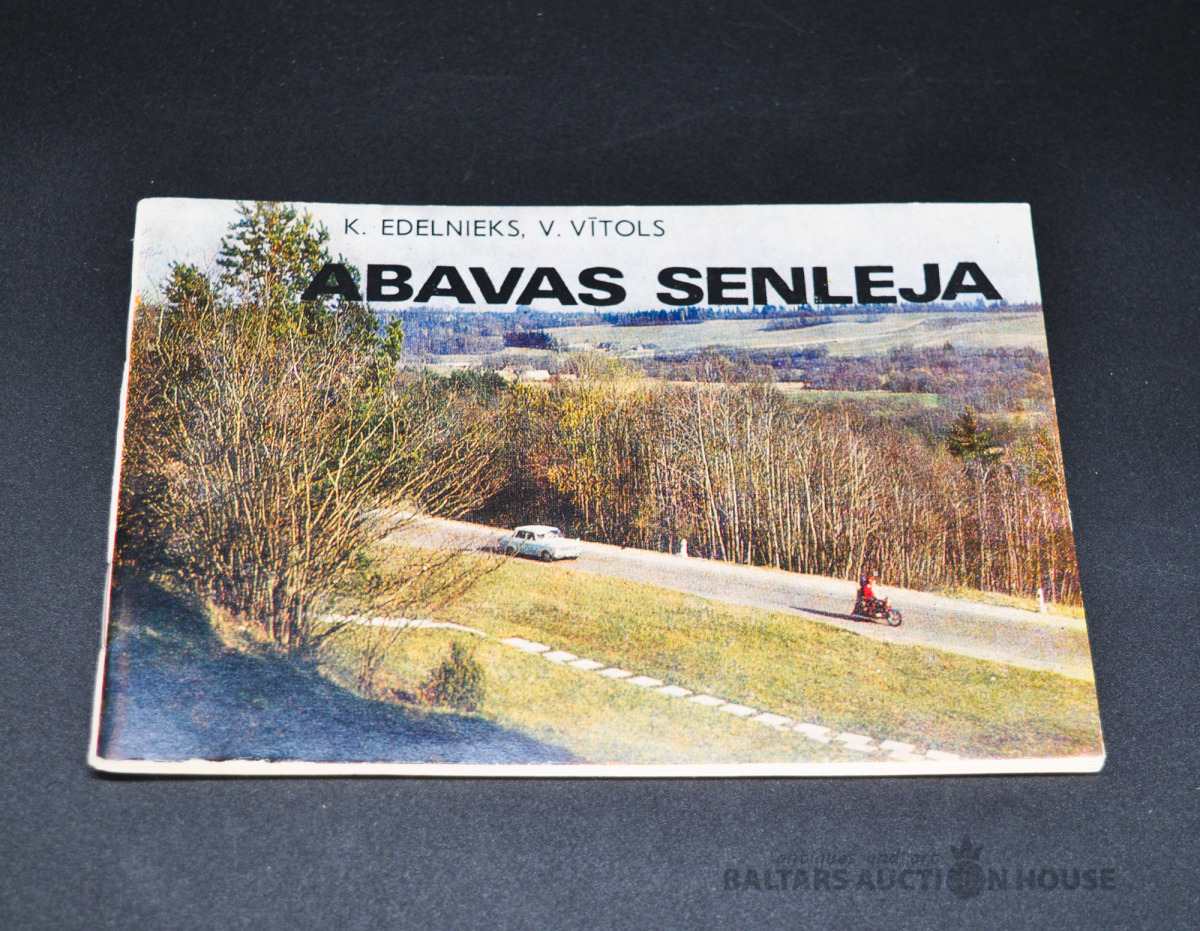 K. EDELNIEKS, V. VĪTOLS
ABAVAS SENLEJA
antiques and art
BALTARS AUCTION HOUSE